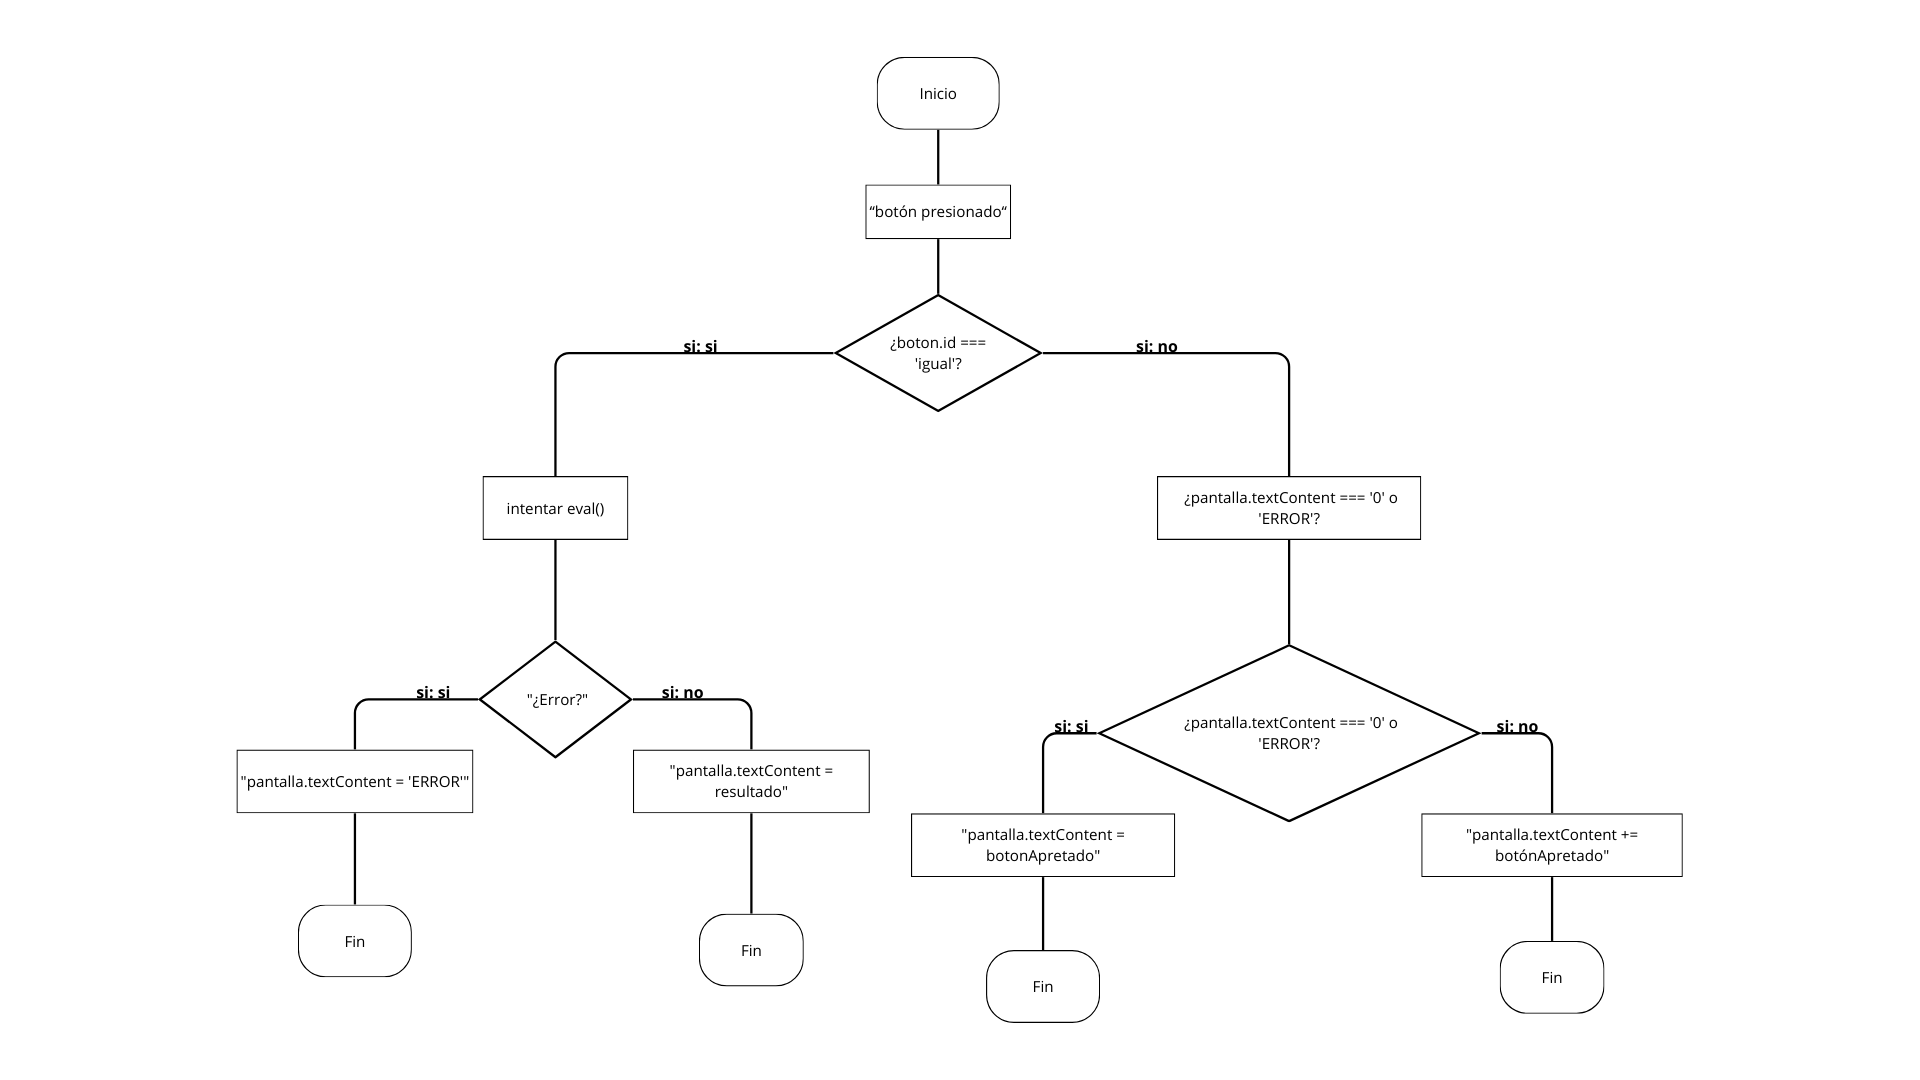 Inicio
“botón presionado“
¿boton.id ===
'igual'?
si: si
si: no
intentar eval()
¿pantalla.textContent === '0' o
'ERROR'?
"¿Error?"
si: si
si: no
¿pantalla.textContent === '0' o
'ERROR'?
si: si
si: no
"pantalla.textContent = 'ERROR'"
"pantalla.textContent =
resultado"
"pantalla.textContent =
botonApretado"
"pantalla.textContent +=
botónApretado"
Fin
Fin
Fin
Fin